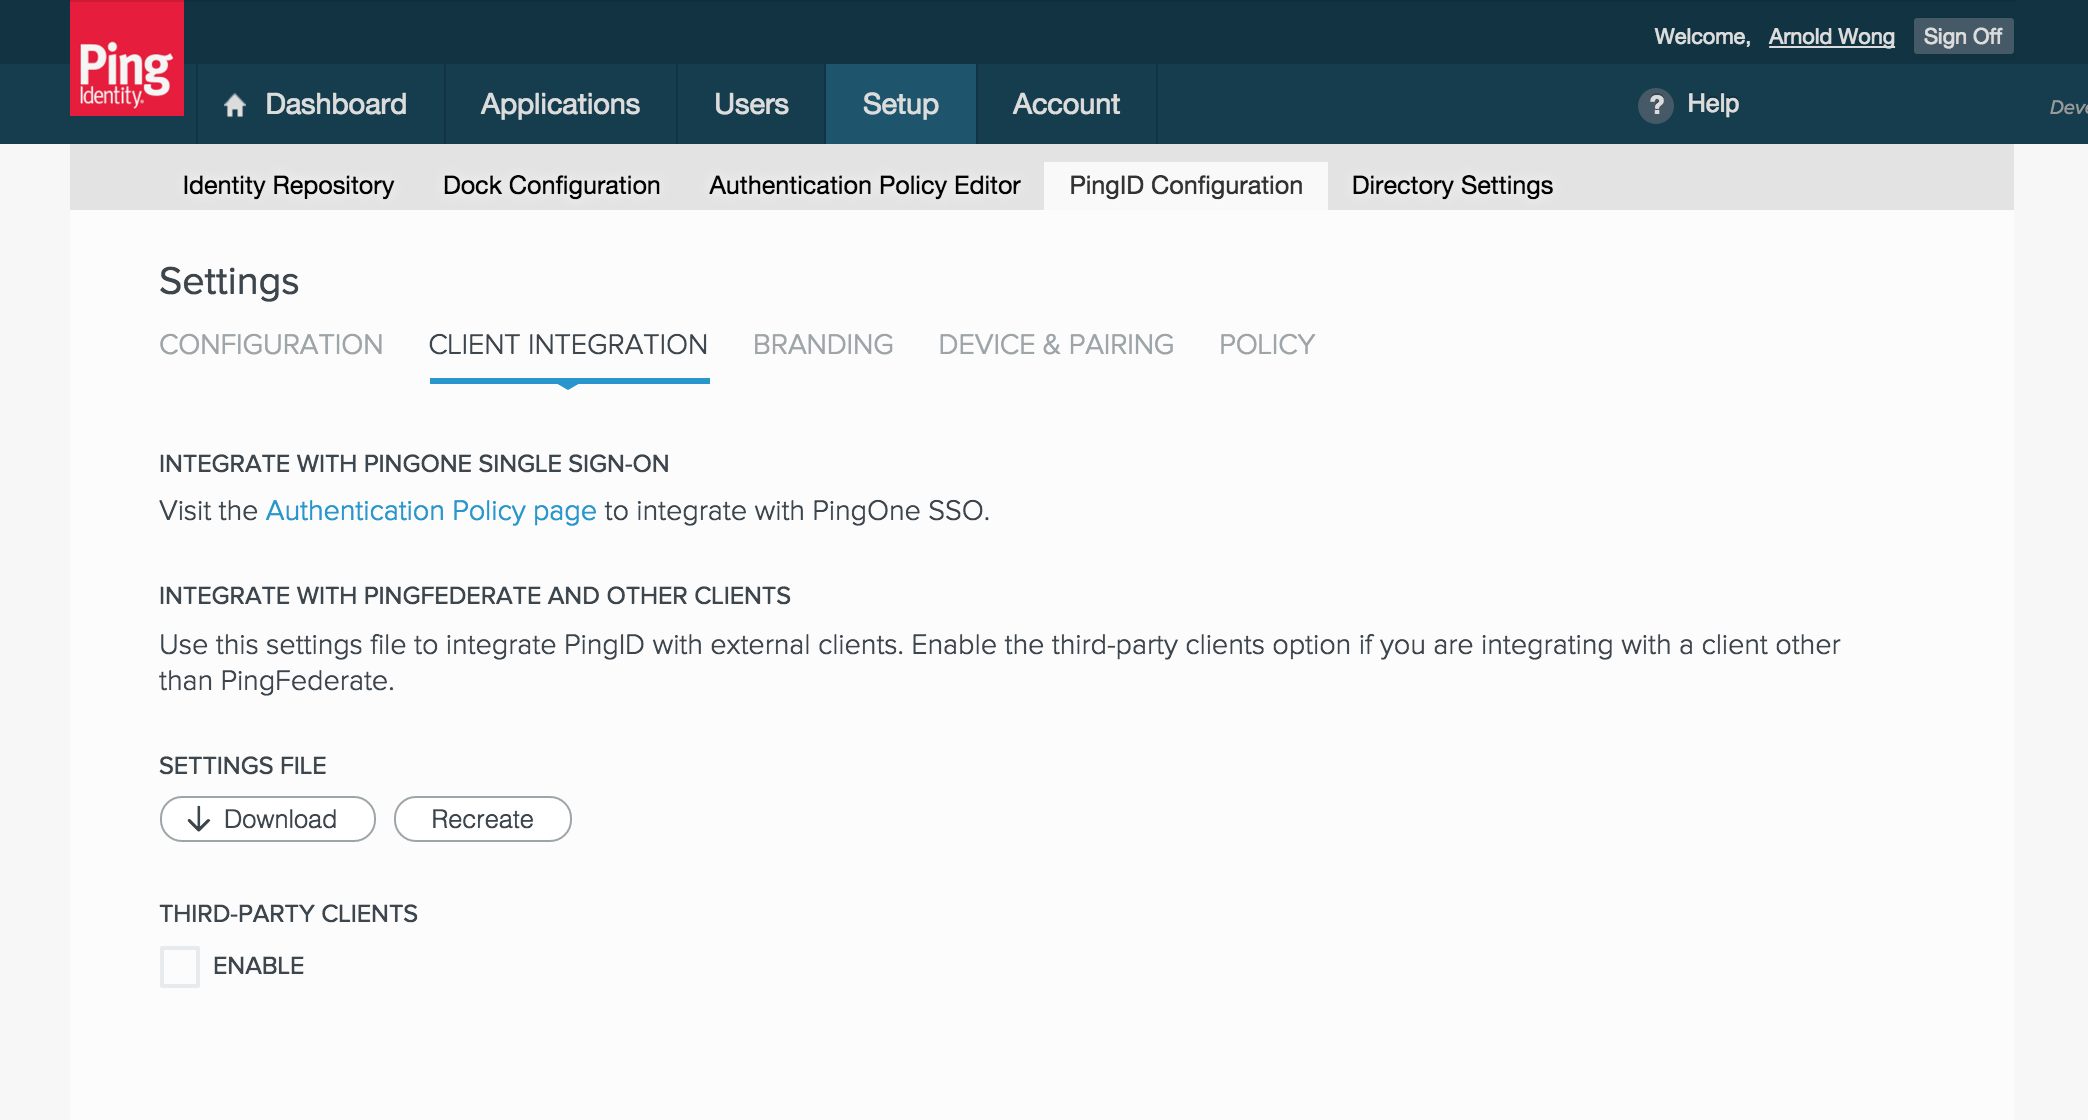 Welcome, Arnold Wong Sign Off
Ping
Identity®
Dashboard Applications Users Setup Account ? Help
Identity Repository Dock Configuration Authentication Policy Editor PingID Configuration Directory Settings
Settings
CONFIGURATION CLIENT INTEGRATION BRANDING DEVICE & PAIRING POLICY
INTEGRATE WITH PINGONE SINGLE SIGN-ON
Visit the Authentication Policy page to integrate with PingOne SSO.
INTEGRATE WITH PINGFEDERATE AND OTHER CLIENTS
Use this settings file to integrate PingID with external clients. Enable the third-party clients option if you are integrating with a client other
than PingFederate.
SETTINGS FILE
Download Recreate
THIRD-PARTY CLIENTS
ENABLE